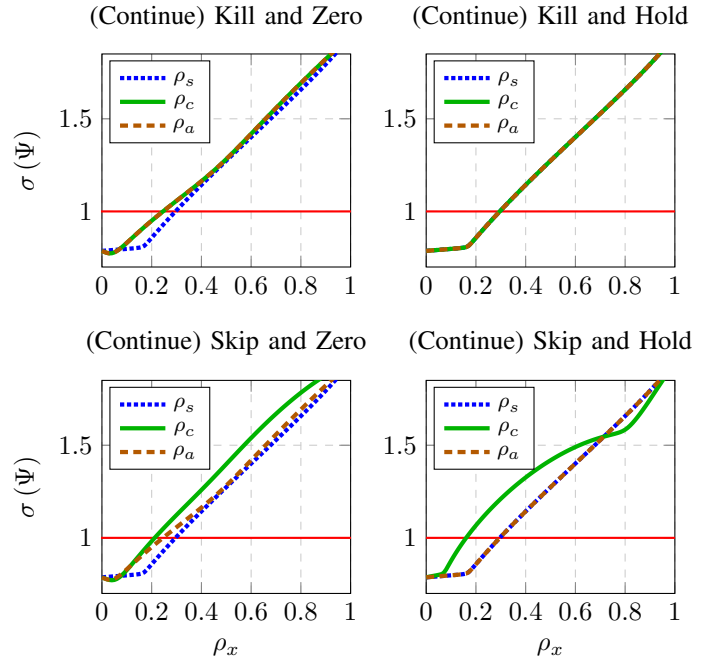 (Continue) Kill and Zero
(Continue) Kill and Hold
ρs
ρc
ρa
ρs
ρc
ρa
σ (Ψ)
1.5
1
1.5
1
0 0.2 0.4 0.6 0.8 1
0 0.2 0.4 0.6 0.8 1
(Continue) Skip and Zero
(Continue) Skip and Hold
ρs
ρc
ρa
ρs
ρc
ρa
σ (Ψ)
1.5
1
1.5
1
0 0.2 0.4 0.6 0.8 1
0 0.2 0.4 0.6 0.8 1
ρx
ρx